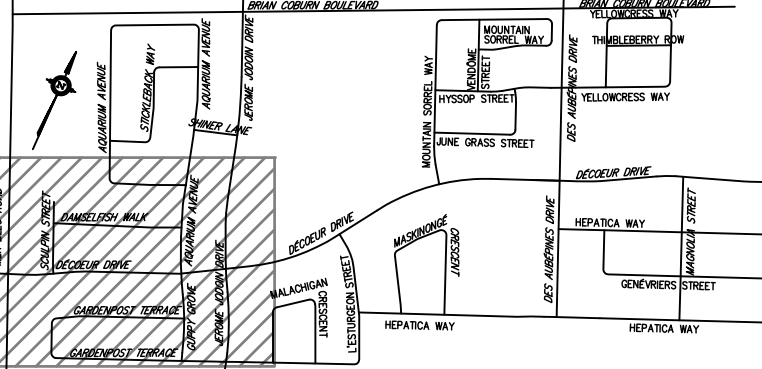 BRIAN COBURN BOULEVARD
BRIAN COBURN BOULEVARD
YELLOWCRESS WAY
MOUNTAIN
SORREL WAY
THIMBLEBERRY ROW
AQUARIUM AVENUE
STICKLEBACK WAY
AQUARIUM AVENUE
JEROME JODOIN DRIVE
MOUNTAIN SORREL WAY
VENDÔME
STREET
DES AUBÉPINES DRIVE
HYSSOP STREET
YELLOWCRESS WAY
N
SHINER LANE
JUNE GRASS STREET
DÉCOEUR DRIVE
SCULPIN STREET
DAMSELFISH WALK
AQUARIUM AVENUE
DÉCOEUR DRIVE
MASKINONGÉ
CRESCENT
DES AUBÉPINES DRIVE
HEPATICA WAY
MAGNOLIA STREET
DÉCOEUR DRIVE
JEROME JODOIN DRIVE
GENÉVRIERS STREET
MALACHIGAN
CRESCENT
L'ESTURGEON STREET
GARDENPOST TERRACE
GUPPY GROVE
HEPATICA WAY
HEPATICA WAY
GARDENPOST TERRACE